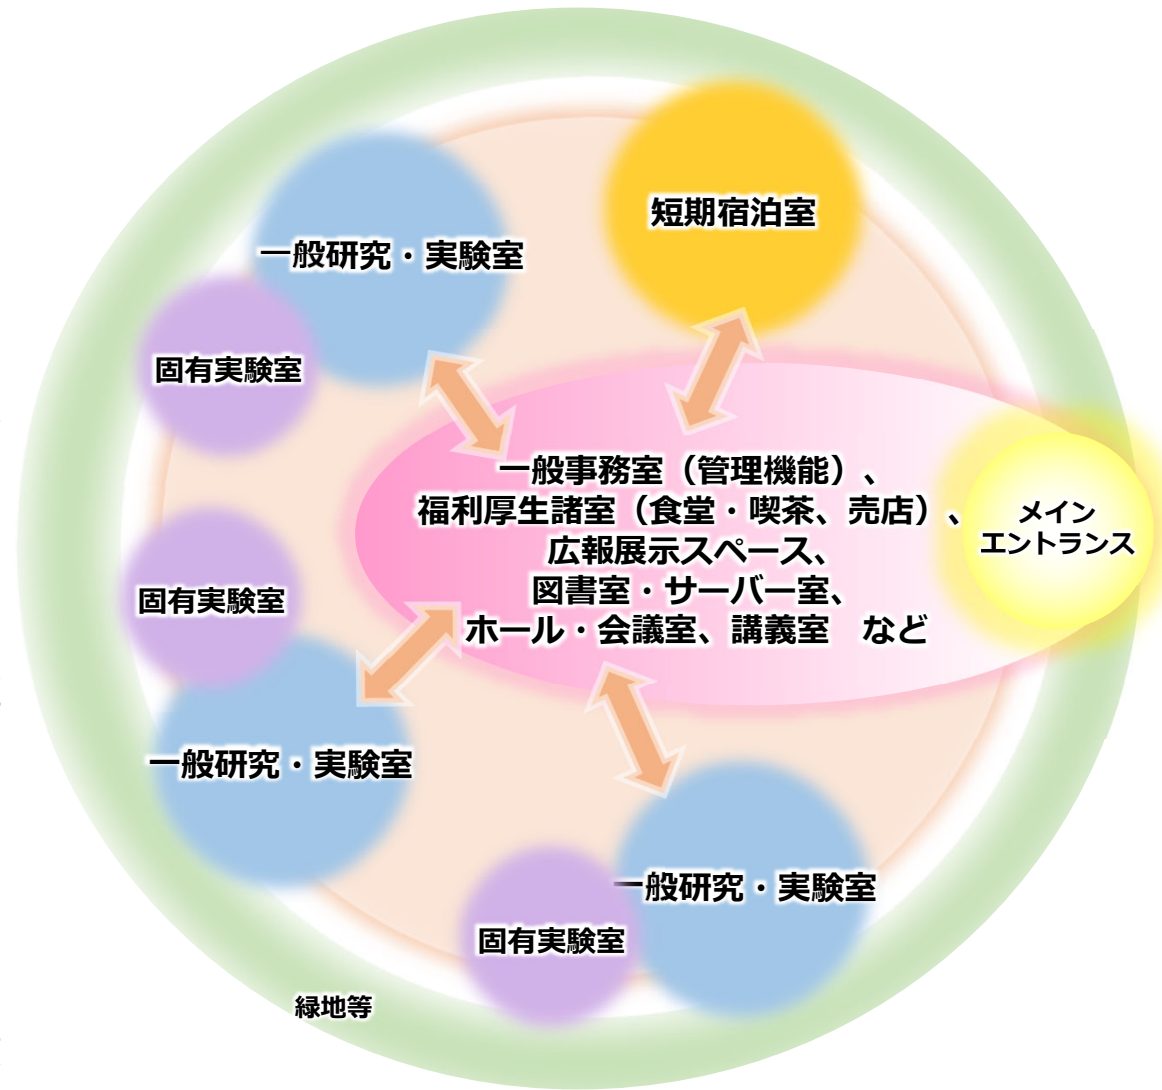 短期宿泊室
一般研究・実験室
固有実験室
一般事務室（管理機能）、
福利厚生諸室（食堂・喫茶、売店）、
広報展示スペース、
図書室・サーバー室、
ホール・会議室、講義室　など
メイン
エントランス
固有実験室
一般研究・実験室
一般研究・実験室
固有実験室
緑地等